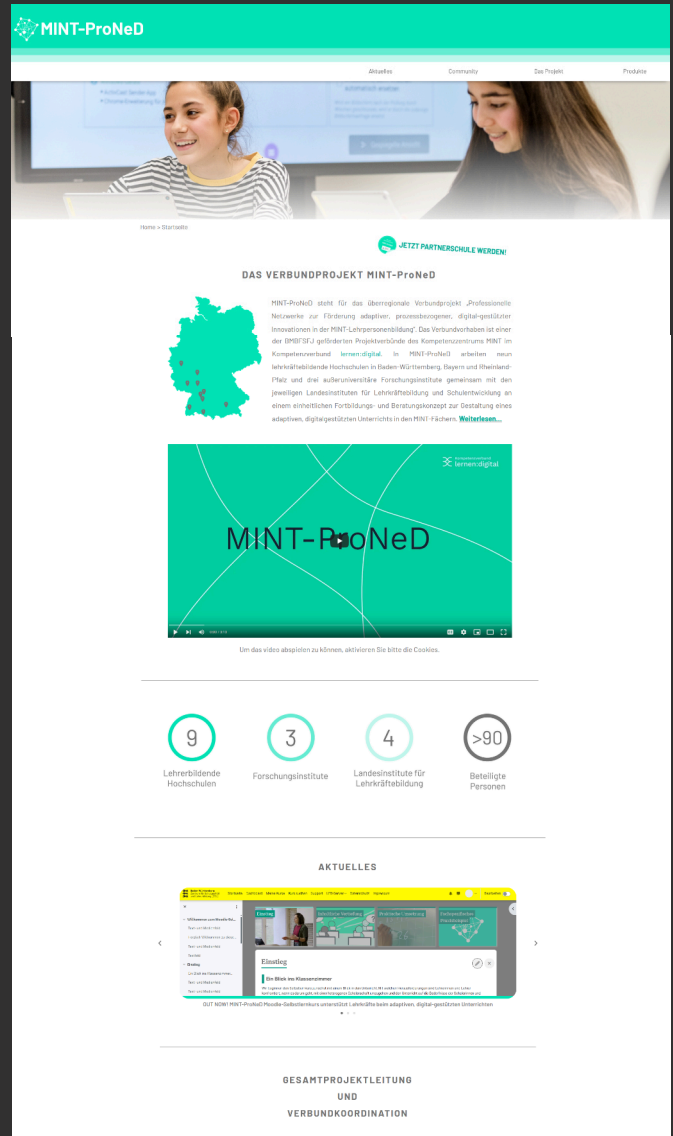 MINT-ProNeD
Aktuelles Community Das Projekt Produkte
Home » Startseite
JETZT PARTNERSCHULE WERDEN!
DAS VERBUNDPROJEKT MINT-ProNeD
MINT-ProNeD steht für das überregionale Verbundprojekt „Professionelle
Netzwerke zur Förderung adaptiver, prozessbezogener, digital-gestützter
Innovationen in der MINT-Lehrpersonenbildung“. Das Verbundvorhaben ist einer
der BMBFSFJ geförderten Projektverbünde des Kompetenzzentrums MINT im
Kompetenzverbund lernen:digital. In MINT-ProNeD arbeiten neun
lehrkräftebildende Hochschulen in Baden-Württemberg, Bayern und Rheinland-
Pfalz und drei außeruniversitäre Forschungsinstitute gemeinsam mit den
jeweiligen Landesinstituten für Lehrkräftebildung und Schulentwicklung an
einem einheitlichen Fortbildungs- und Beratungskonzept zur Gestaltung eines
adaptiven, digitalgestützten Unterrichts in den MINT-Fächern. Weiterlesen...
Kompetenzverbund
lernen:digital
MINT-ProNeD
Um das video abspielen zu können, aktivieren Sie bitte die Cookies.
9 3 4 >90
Lehrerbildende
Hochschulen
Forschungsinstitute
Landesinstitute für
Lehrkräftebildung
Beteiligte
Personen
AKTUELLES
Einstieg
Einstieg
Ein Blick ins Klassenzimmer
OUT NOW! MINT-ProNeD Moodle-Selbstlernkurs unterstützt Lehrkräfte beim adaptiven, digital-gestützten Unterrichten
GESAMTPROJEKTLEITUNG
UND
VERBUNDKOORDINATION